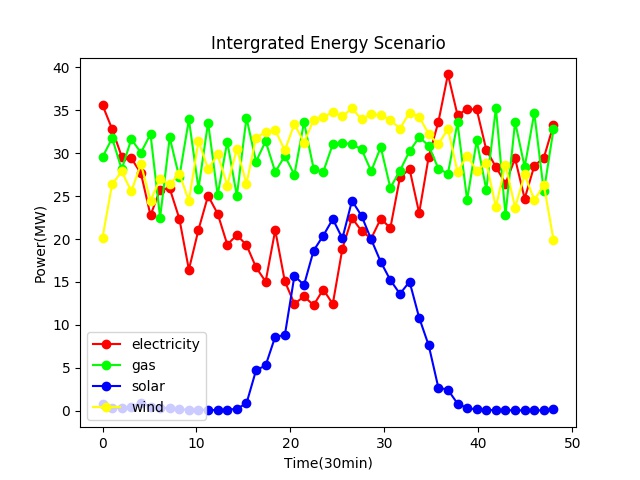 Intergrated Energy Scenario
40
35
30
25
20
15
10
5
0
Power(MW)
electricity
gas
solar
wind
0 10 20 30 40 50
Time(30min)